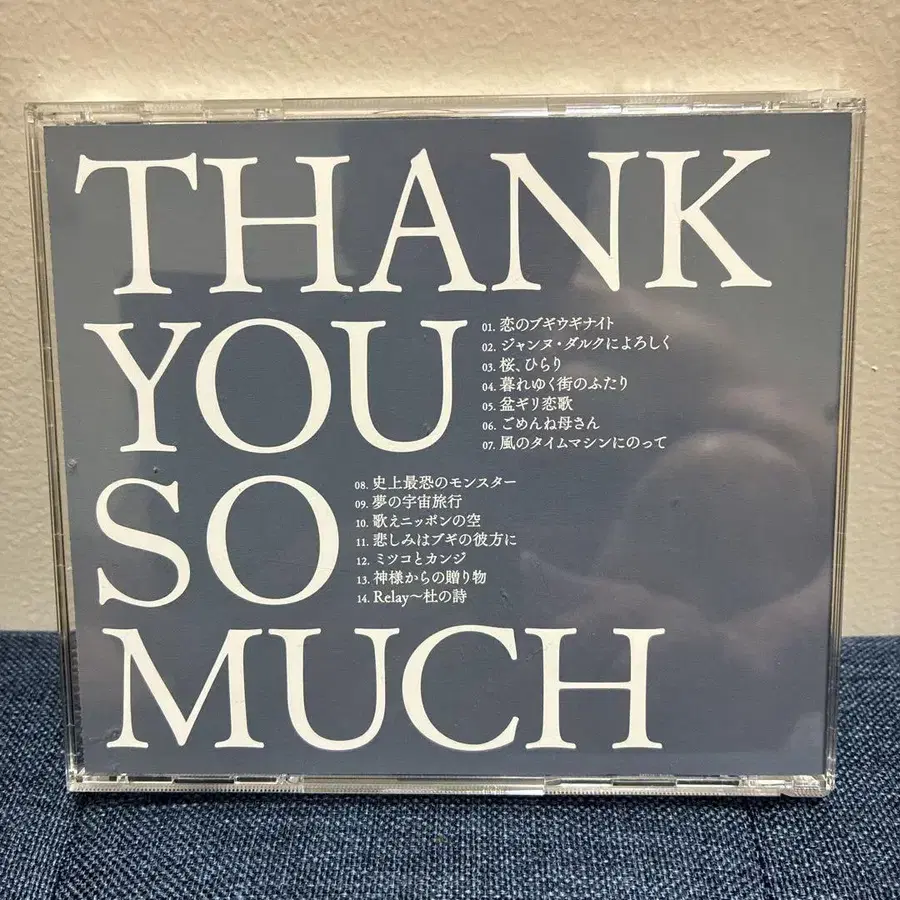 THANK
YOU
01. 恋のブギウギナイト
02. ジャンヌ・ダルクによろしく
03. 桜、ひらり
04. 暮れゆく街のふたり
05. 盆ギリ恋歌
06. ごめんね母さん
07. 風のタイムマシンにのって
SO
08. 史上最恐のモンスター
09. 夢の宇宙旅行
10. 歌えニッポンの空
11. 悲しみはブギの彼方に
12. ミツコとカンジ
13. 神様からの贈り物
14. Relay〜杜の詩
MUCH